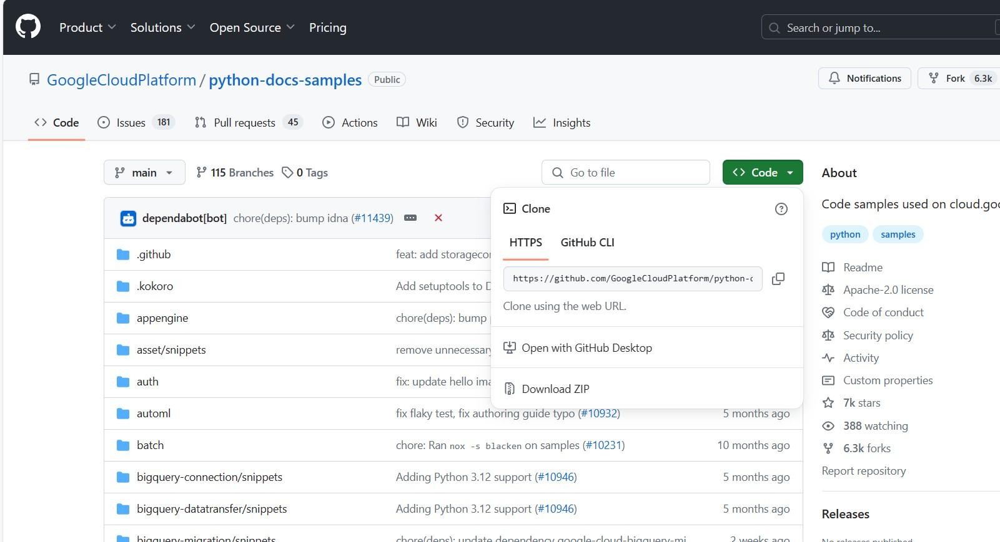 Product Solutions Open Source Pricing Search or jump to...
GoogleCloudPlatform / python-docs-samples Public Notifications Fork 6.3k
Code Issues 181 Pull requests 45 Actions Wiki Security Insights
main 115 Branches 0 Tags Go to file Code
About
Code samples used on cloud.goo
python samples
Readme
Apache-2.0 license
Code of conduct
Security policy
Activity
Custom properties
7k stars
388 watching
6.3k forks
Report repository
Releases
No releases published
Clone
HTTPS GitHub CLI
https://github.com/GoogleCloudPlatform/python-d
Clone using the web URL.
Open with GitHub Desktop
Download ZIP
dependabot[bot] chore(deps): bump idna (#11439)
.github feat: add storagecon
.kokoro Add setuptools to D
appengine chore(deps): bump
asset/snippets remove unnecessary
auth fix: update hello ima
automl fix flaky test, fix authoring guide typo (#10932) 5 months ago
batch chore: Ran nox -s blacken on samples (#10231) 10 months ago
bigquery-connection/snippets Adding Python 3.12 support (#10946) 5 months ago
bigquery-datatransfer/snippets Adding Python 3.12 support (#10946) 5 months ago
bigquery-migration/snippets chore(deps): update dependency google-cloud-bigquery-mi... 2 weeks ago